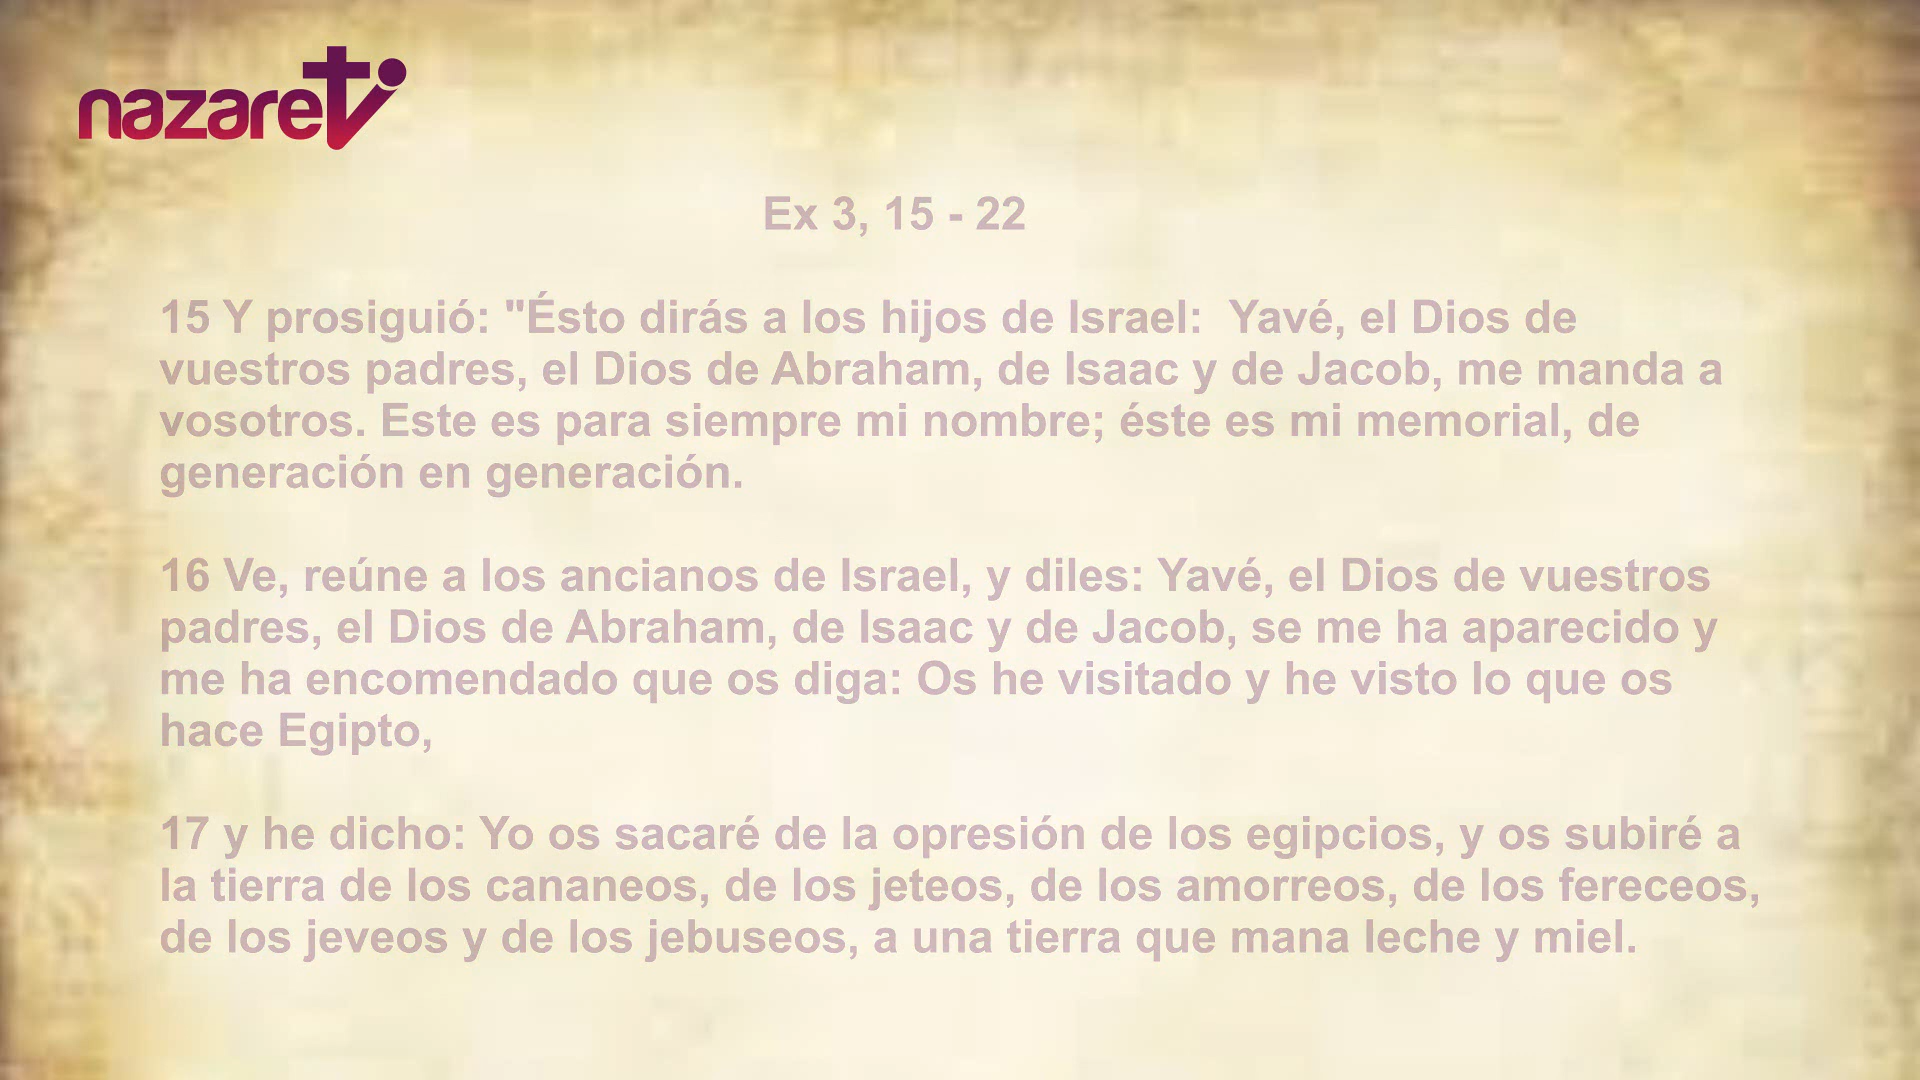 nazaretv
Ex 3, 15 - 22
15 Y prosiguió: "Ésto dirás a los hijos de Israel:  Yavé, el Dios de
vuestros padres, el Dios de Abraham, de Isaac y de Jacob, me manda a
vosotros. Este es para siempre mi nombre; éste es mi memorial, de
generación en generación.
16 Ve, reúne a los ancianos de Israel, y diles: Yavé, el Dios de vuestros
padres, el Dios de Abraham, de Isaac y de Jacob, se me ha aparecido y
me ha encomendado que os diga: Os he visitado y he visto lo que os
hace Egipto,
17 y he dicho: Yo os sacaré de la opresión de los egipcios, y os subiré a
la tierra de los cananeos, de los jeteos, de los amorreos, de los fereceos,
de los jeveos y de los jebuseos, a una tierra que mana leche y miel.